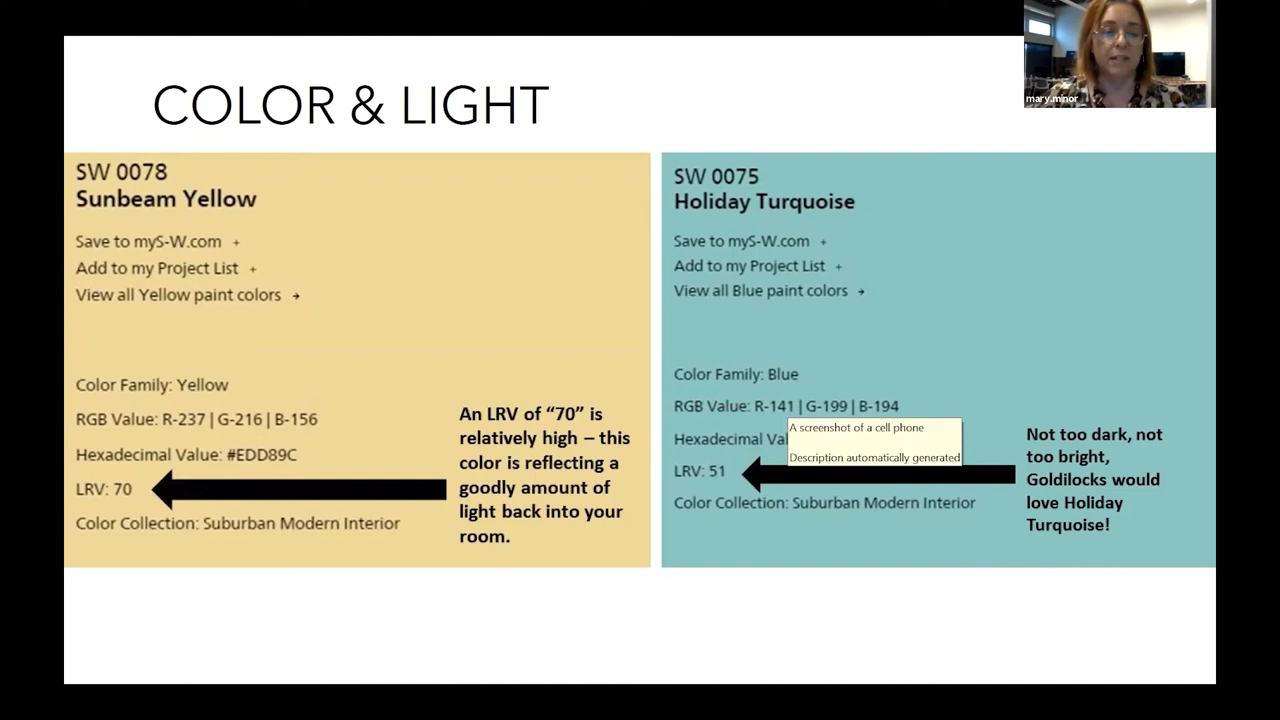 COLOR & LIGHT
mary.minor
SW 0078
Sunbeam Yellow
Save to myS-W.com +
Add to my Project List +
View all Yellow paint colors →
Color Family: Yellow
RGB Value: R-237 | G-216 | B-156
Hexadecimal Value: #EDD89C
LRV: 70
Color Collection: Suburban Modern Interior
An LRV of “70” is
relatively high – this
color is reflecting a
goodly amount of
light back into your
room.
SW 0075
Holiday Turquoise
Save to myS-W.com +
Add to my Project List +
View all Blue paint colors →
Color Family: Blue
RGB Value: R-141 | G-199 | B-194
Hexadecimal
A screenshot of a cell phone
Description automatically generated
LRV: 51
Color Collection: Suburban Modern Interior
Not too dark, not
too bright,
Goldilocks would
love Holiday
Turquoise!